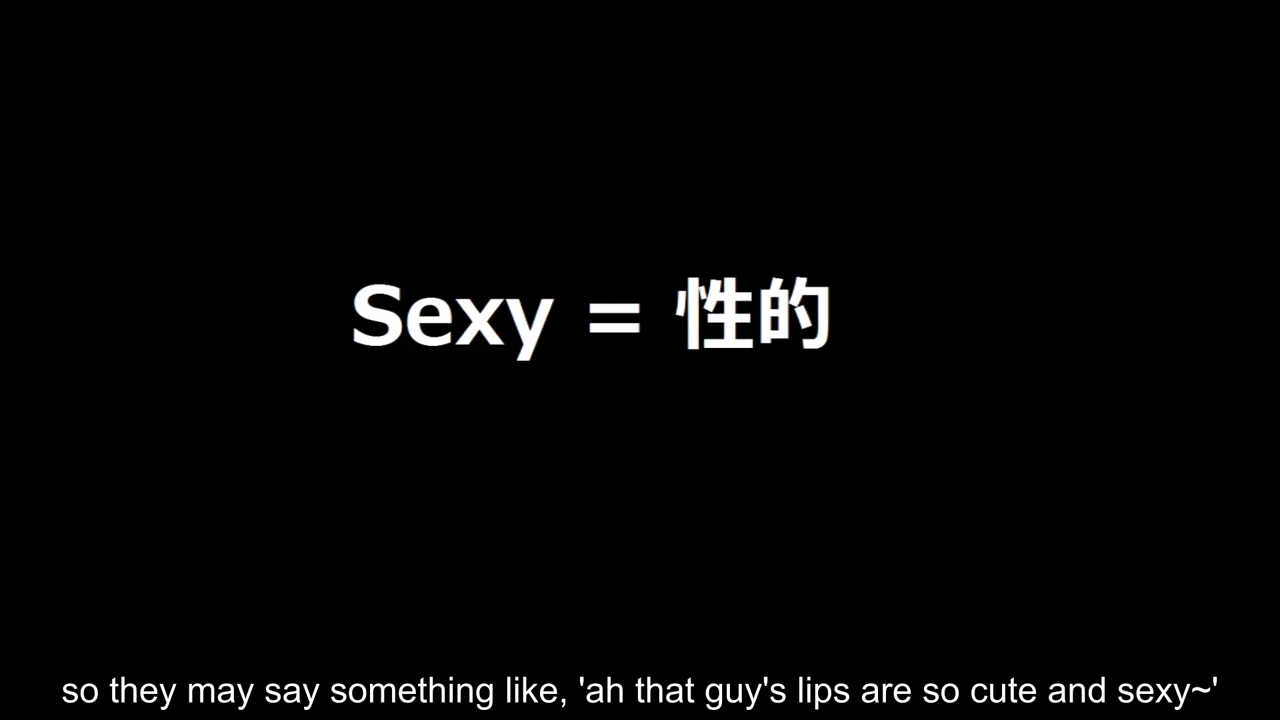 Sexy = 性的
so they may say something like, 'ah that guy's lips are so cute and sexy~'